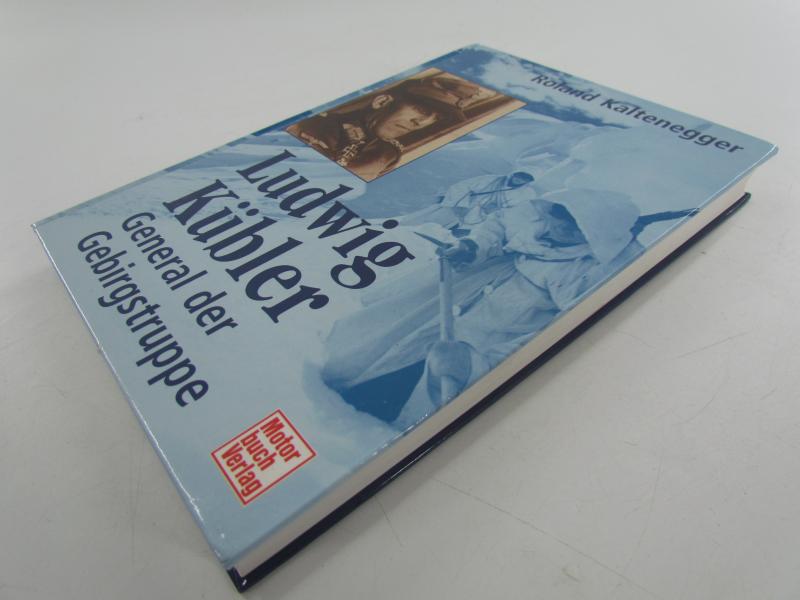 Roland Kaltenegger
Ludwig
Kübler
General der
Gebirgstruppe
Motor
buch
Verlag